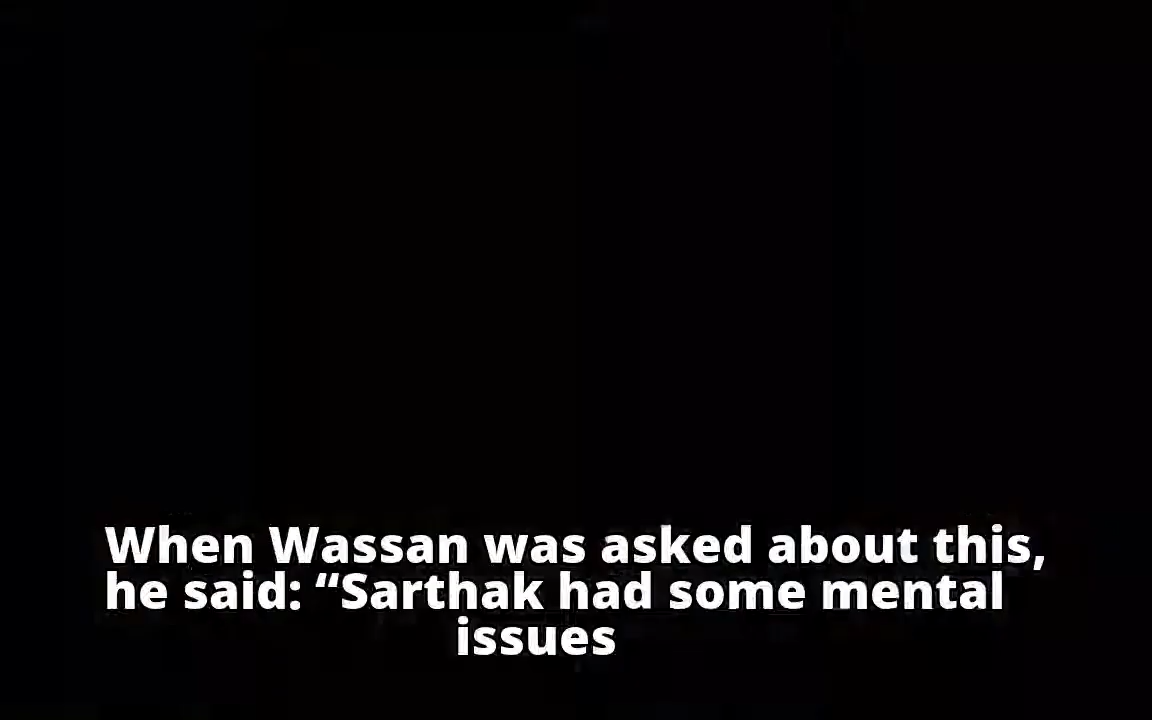 When Wassan was asked about this,
he said: “Sarthak had some mental
issues